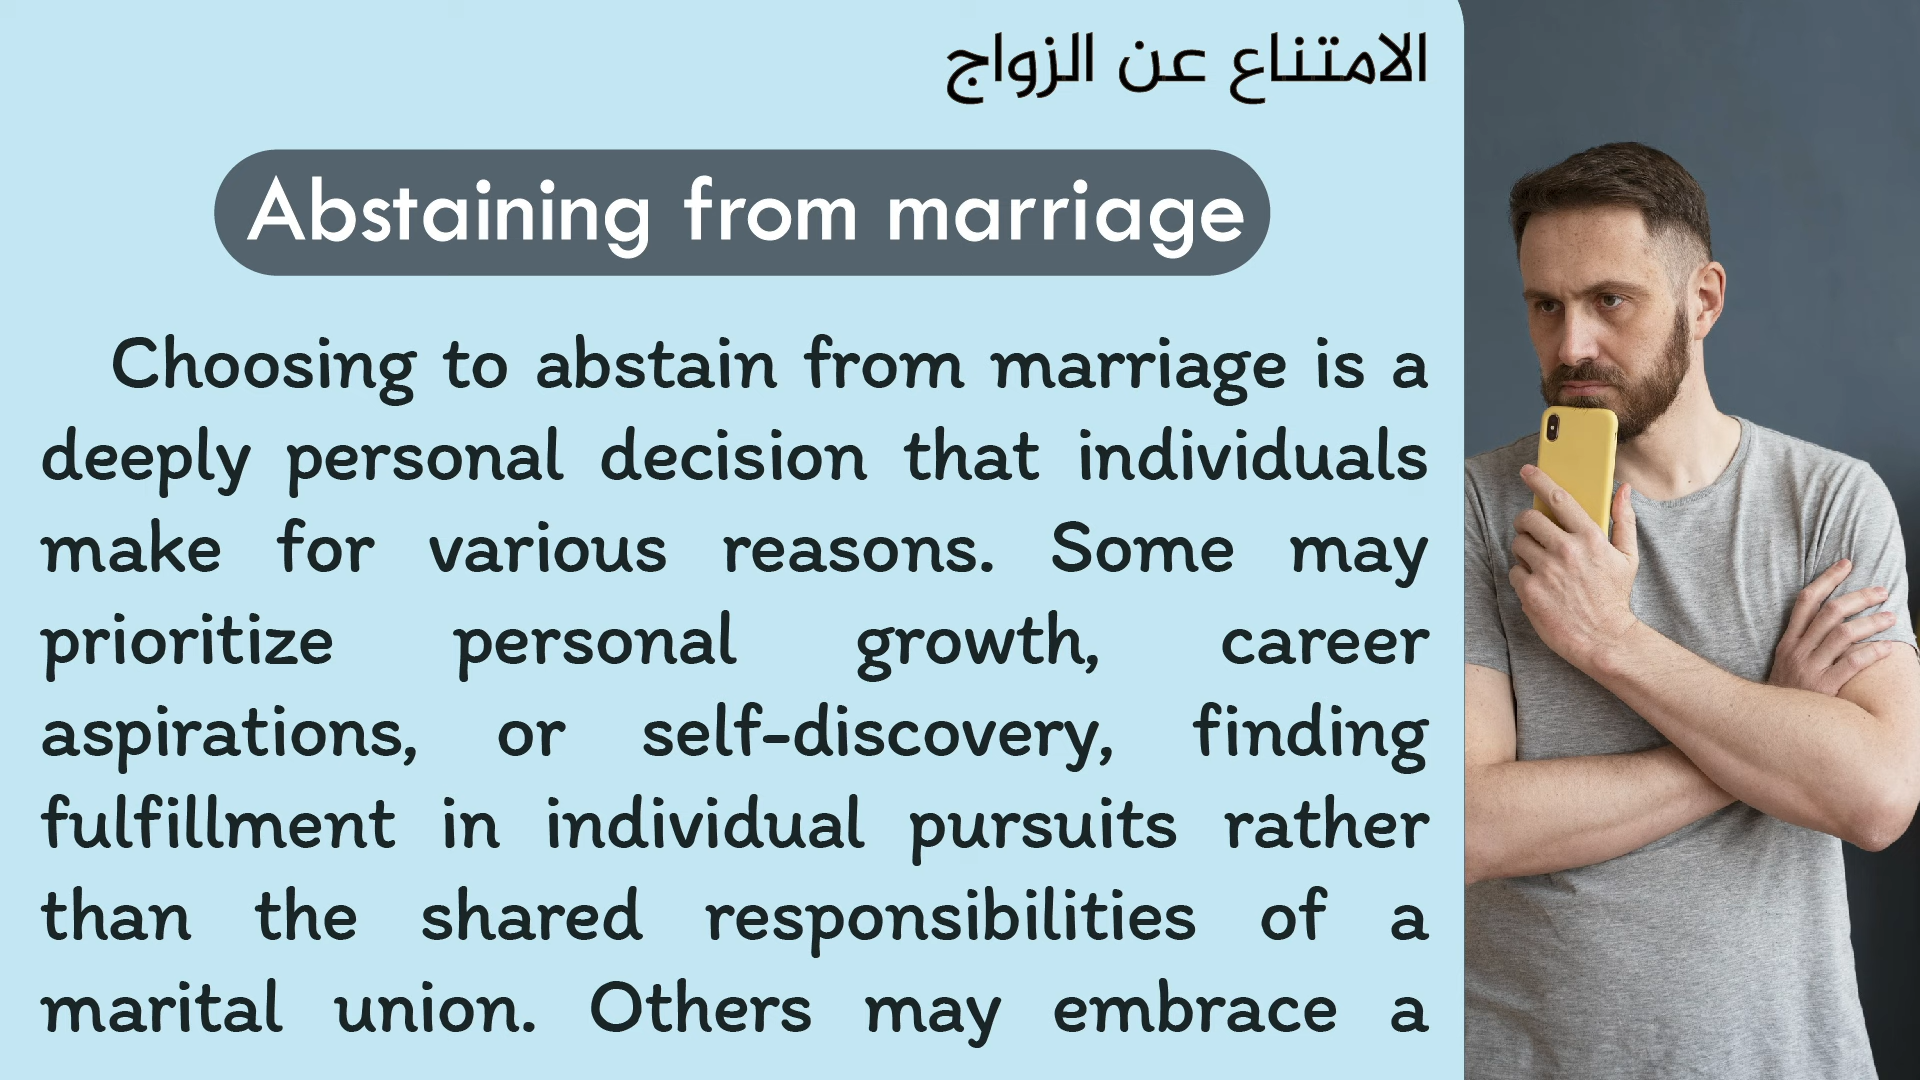 الامتناع عن الزواج
Abstaining from marriage
Choosing to abstain from marriage is a
deeply personal decision that individuals
make for various reasons. Some may
prioritize personal growth, career
aspirations, or self-discovery, finding
fulfillment in individual pursuits rather
than the shared responsibilities of a
marital union. Others may embrace a